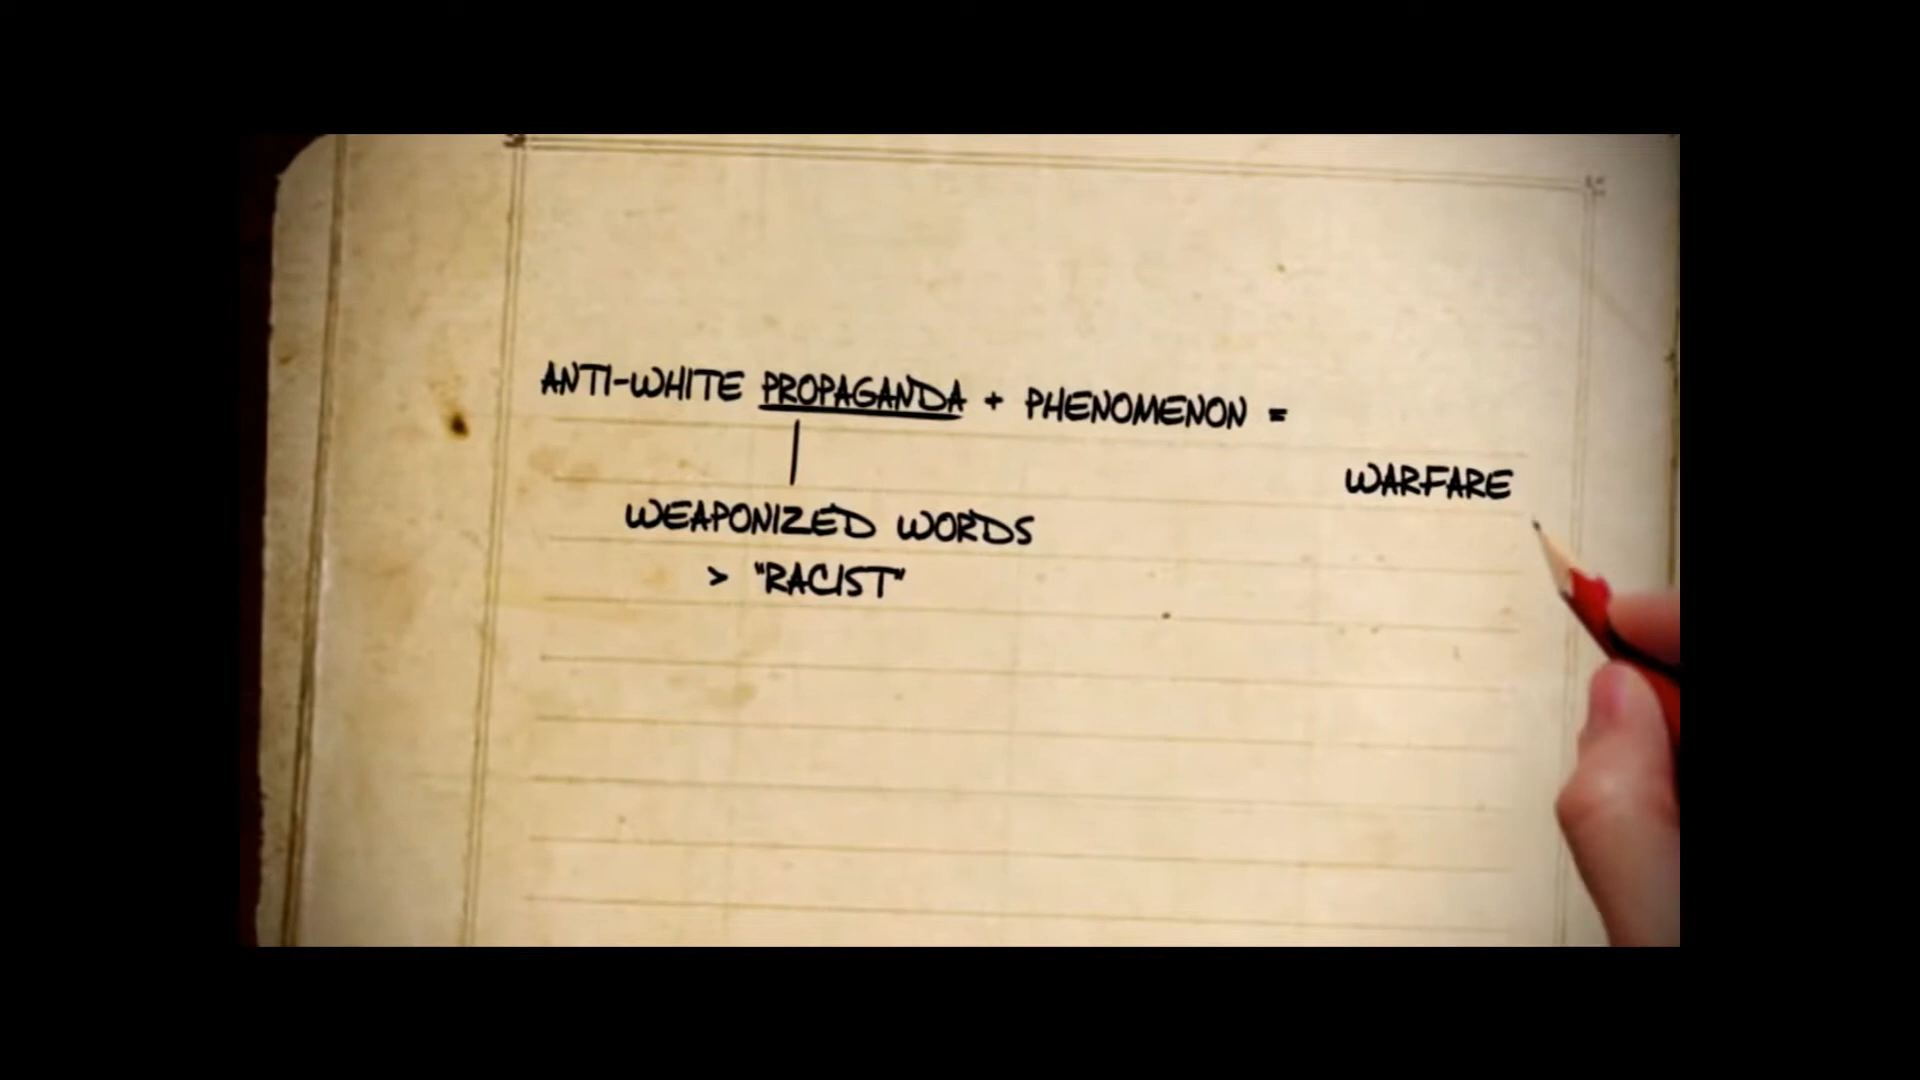 ANTI-WHITE PROPAGANDA + PHENOMENON =
WARFARE
WEAPONIZED WORDS
> "RACIST"